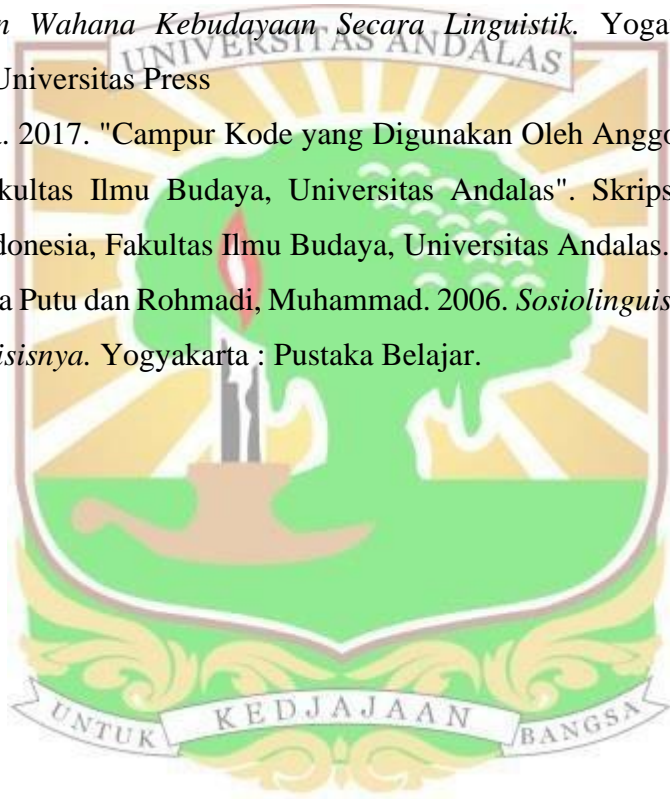 n Wahana Kebudayaan Secara Linguistik. Yoga
UNIVERSITAS ANDALAS
Universitas Press
. 2017. "Campur Kode yang Digunakan Oleh Anggo
kultas Ilmu Budaya, Universitas Andalas". Skrips
donesia, Fakultas Ilmu Budaya, Universitas Andalas.
a Putu dan Rohmadi, Muhammad. 2006. Sosiolinguis
isisnya. Yogyakarta : Pustaka Belajar.
UNTUK KEDJAJAAN BANGSA